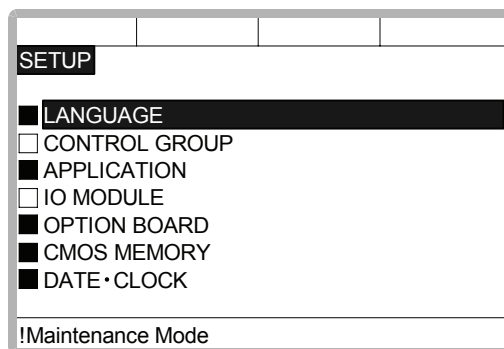 SETUP
LANGUAGE
CONTROL GROUP
APPLICATION
IO MODULE
OPTION BOARD
CMOS MEMORY
DATE・CLOCK
!Maintenance Mode